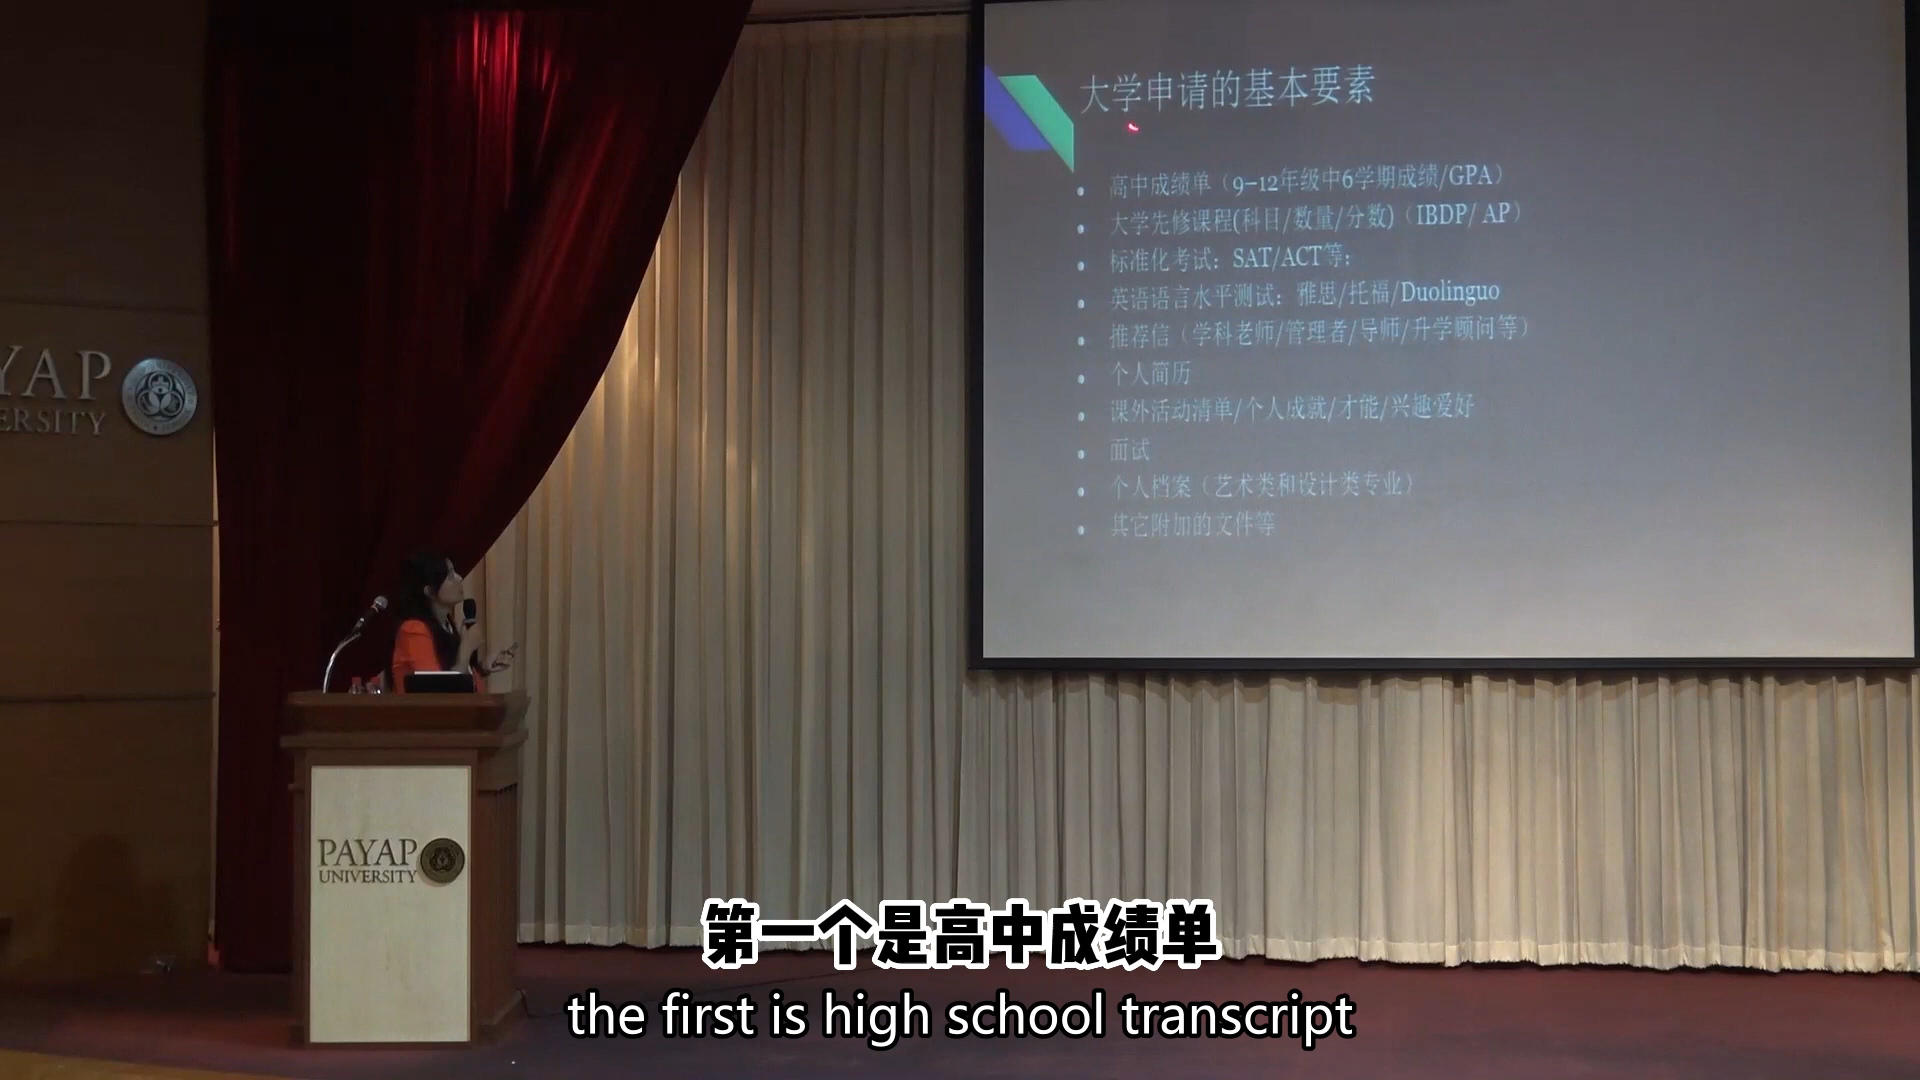 大学申请的基本要素
高中成绩单（9-12年级中6学期成绩/GPA）
大学先修课程(科目/数量/分数)（IBDP/ AP）
标准化考试：SAT/ACT等；
英语语言水平测试：雅思/托福/Duolinguo
推荐信（学科老师/管理者/导师/升学顾问等）
个人简历
课外活动清单/个人成就/才能/兴趣爱好
面试
个人档案（艺术类和设计类专业）
其它附加的文件等
YAP
ERSITY
PAYAP
UNIVERSITY
第一个是高中成绩单
the first is high school transcript